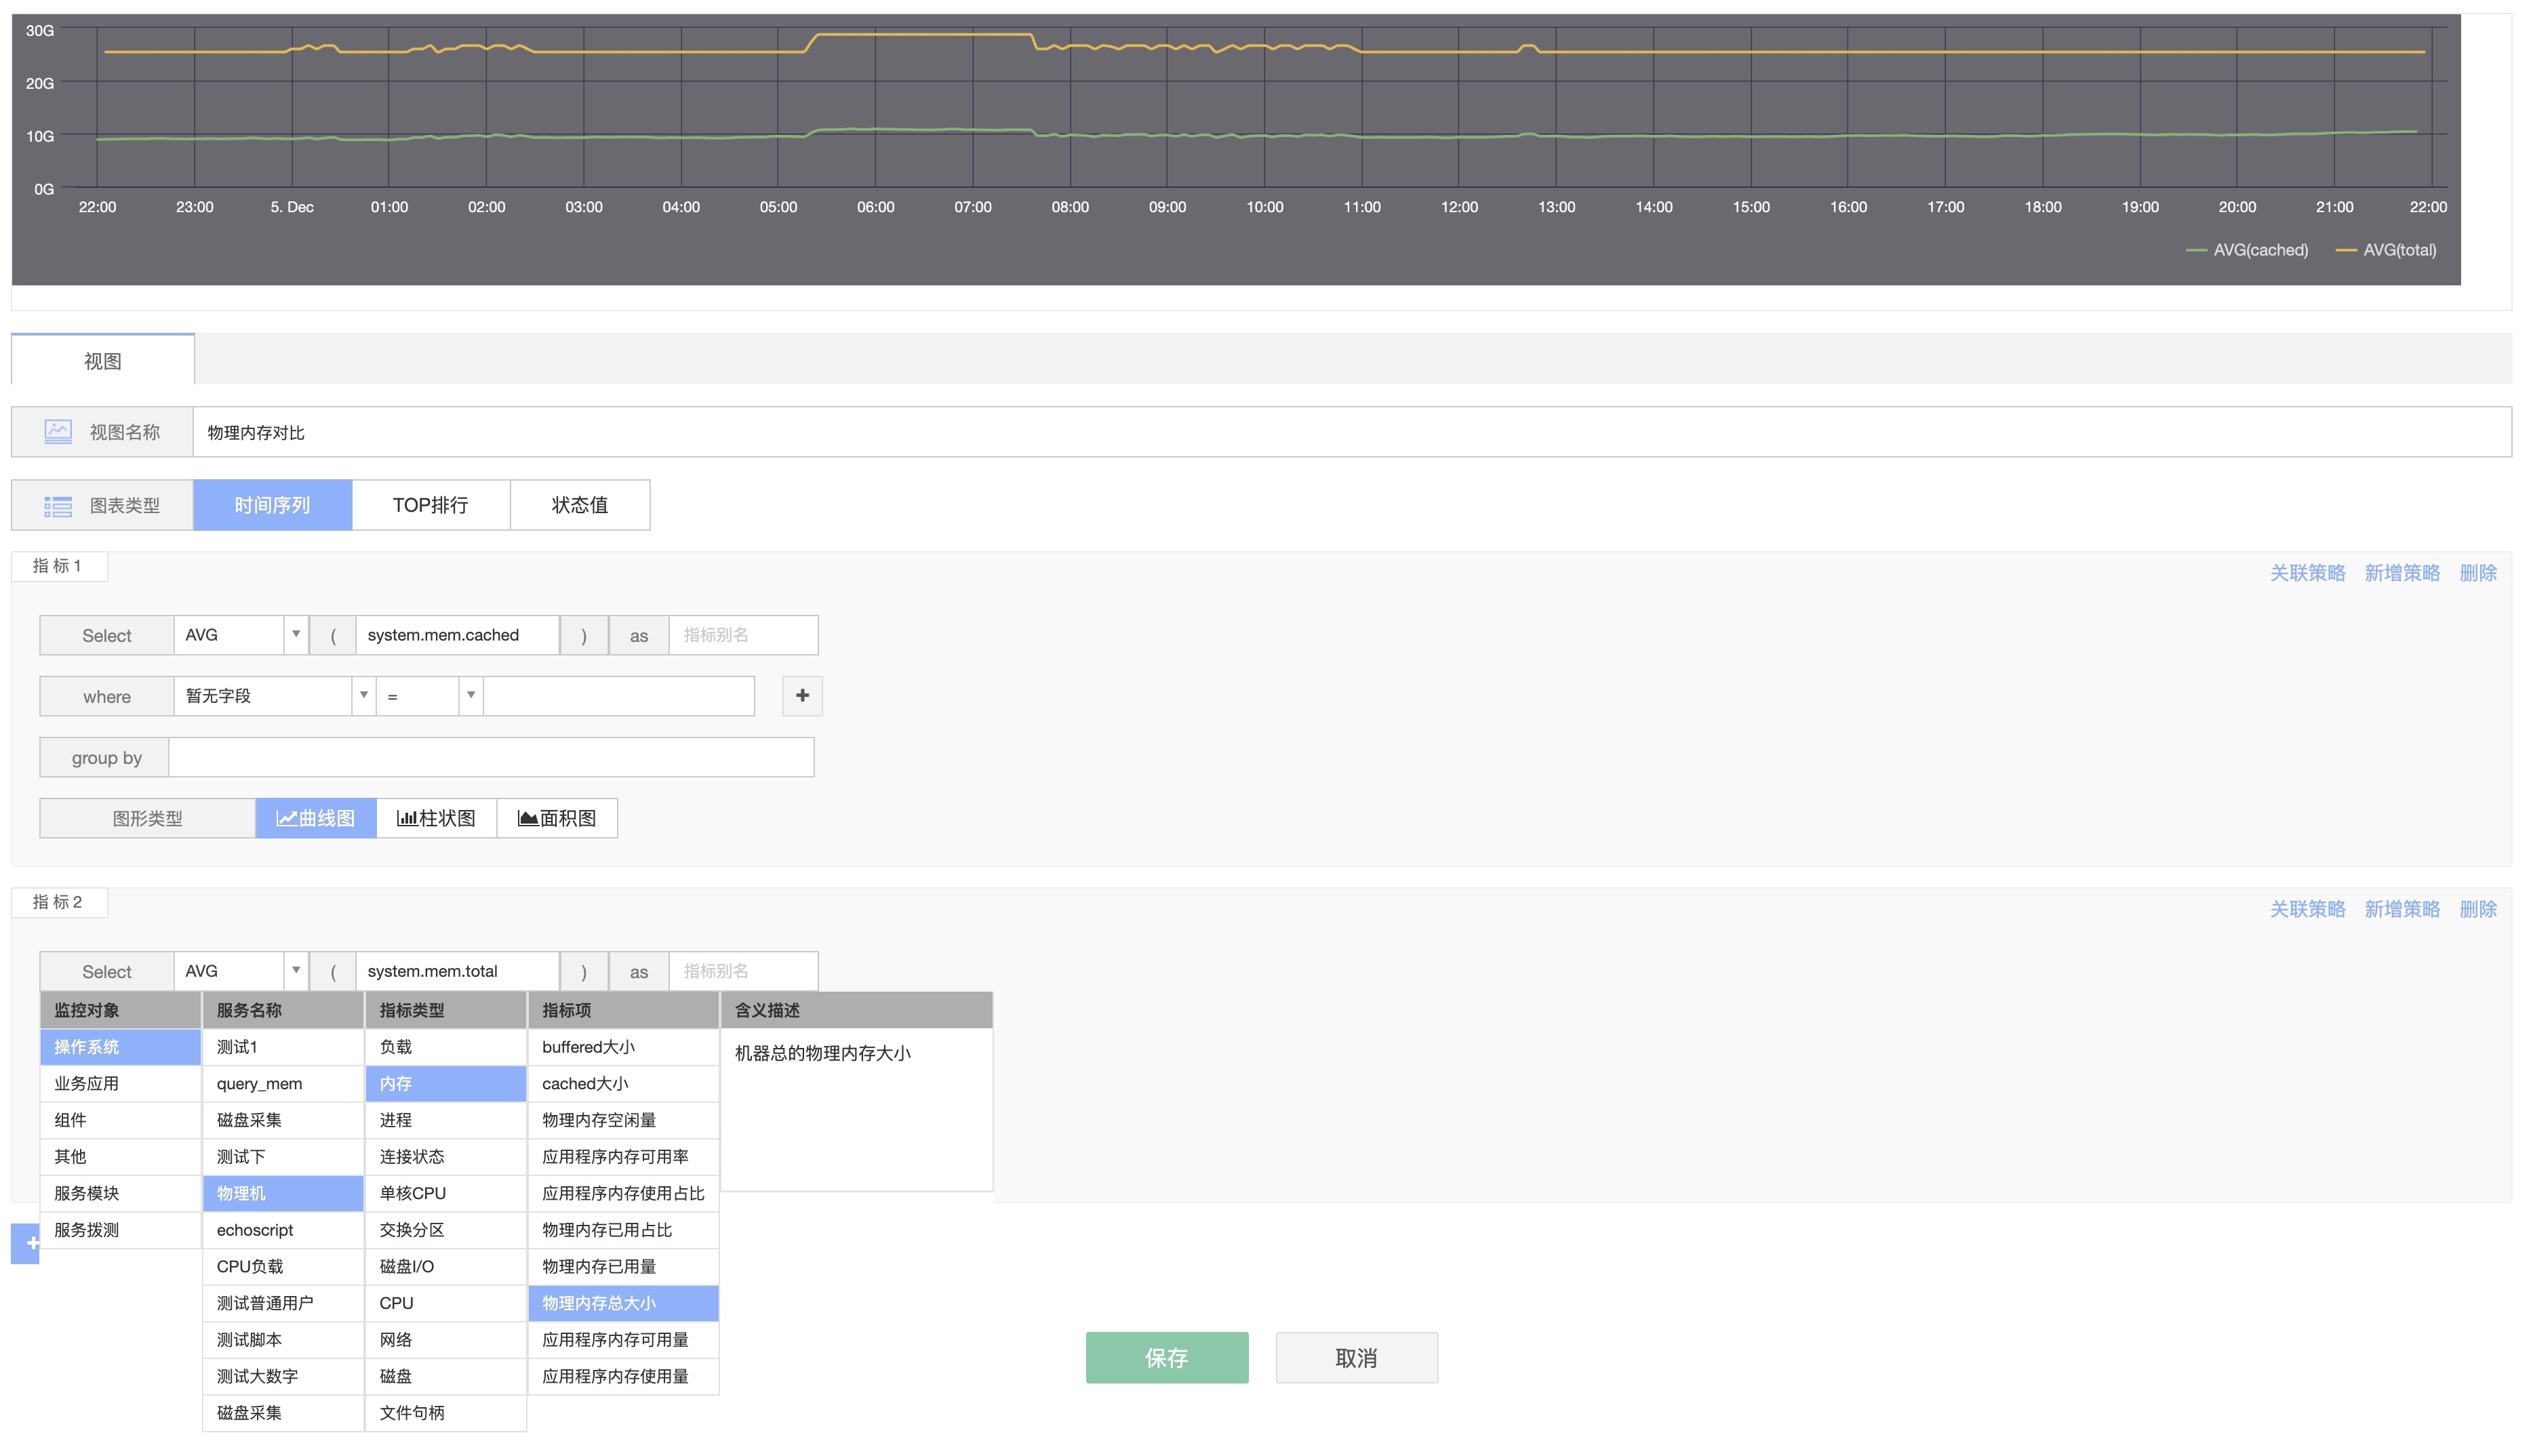 30G
20G
10G
0G
22:00 23:00 5. Dec 01:00 02:00 03:00 04:00 05:00 06:00 07:00 08:00 09:00 10:00 11:00 12:00 13:00 14:00 15:00 16:00 17:00 18:00 19:00 20:00 21:00 22:00
AVG(cached) AVG(total)
视图
视图名称 物理内存对比
图表类型 时间序列 TOP排行 状态值
指 标 1 关联策略 新增策略 删除
Select AVG ( system.mem.cached ) as 指标别名
where 暂无字段 =
group by
图形类型 曲线图 柱状图 面积图
指 标 2 关联策略 新增策略 删除
Select AVG ( system.mem.total ) as 指标别名
监控对象 服务名称 指标类型 指标项 含义描述
操作系统 测试1 负载 buffered大小 机器总的物理内存大小
业务应用 query_mem 内存 cached大小
组件 磁盘采集 进程 物理内存空闲量
其他 测试下 连接状态 应用程序内存可用率
服务模块 物理机 单核CPU 应用程序内存使用占比
服务拨测 echoscript 交换分区 物理内存已用占比
CPU负载 磁盘I/O 物理内存已用量
测试普通用户 CPU 物理内存总大小
测试脚本 网络 应用程序内存可用量
测试大数字 磁盘 应用程序内存使用量
磁盘采集 文件句柄
保存 取消